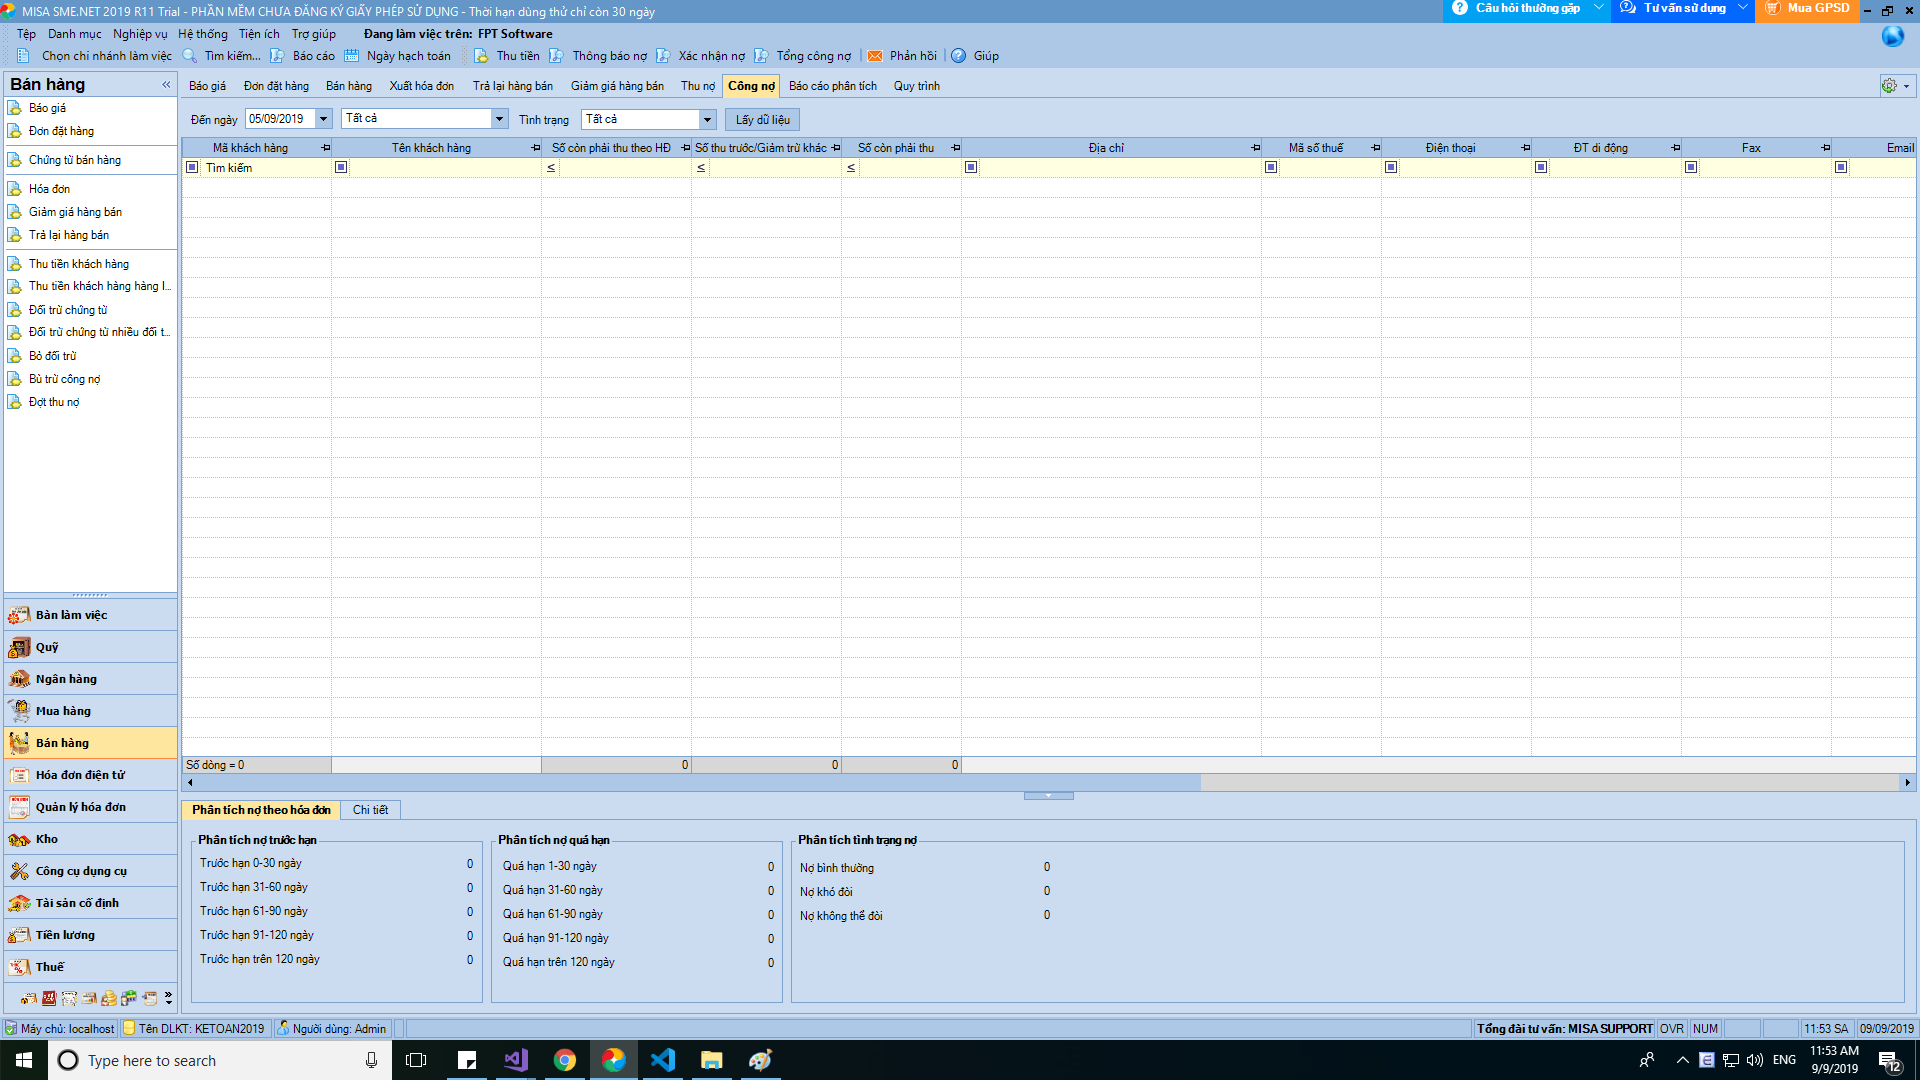 MISA SME.NET 2019 R11 Trial - PHẦN MỀM CHƯA ĐĂNG KÝ GIẤY PHÉP SỬ DỤNG - Thời hạn dùng thử chỉ còn 30 ngày
Câu hỏi thường gặp
Tư vấn sử dụng
Mua GPSD
Tệp Danh mục Nghiệp vụ Hệ thống Tiện ích Trợ giúp Đang làm việc trên: FPT Software
Chọn chi nhánh làm việc Tìm kiếm... Báo cáo Ngày hạch toán Thu tiền Thông báo nợ Xác nhận nợ Tổng công nợ Phản hồi Giúp
Bán hàng
Báo giá Đơn đặt hàng Bán hàng Xuất hóa đơn Trả lại hàng bán Giảm giá hàng bán Thu nợ Công nợ Báo cáo phân tích Quy trình
Báo giá
Đơn đặt hàng
Chứng từ bán hàng
Hóa đơn
Giảm giá hàng bán
Trả lại hàng bán
Thu tiền khách hàng
Thu tiền khách hàng hàng l...
Đối trừ chứng từ
Đối trừ chứng từ nhiều đối t...
Bỏ đối trừ
Bù trừ công nợ
Đợt thu nợ
Đến ngày 05/09/2019 Tất cả Tình trạng Tất cả Lấy dữ liệu
Mã khách hàng Tên khách hàng Số còn phải thu theo HĐ Số thu trước/Giảm trừ khác Số còn phải thu Địa chỉ Mã số thuế Điện thoại ĐT di động Fax Email
Tìm kiếm ≤ ≤ ≤
Số dòng = 0 0 0 0
Bàn làm việc
Quỹ
Ngân hàng
Mua hàng
Bán hàng
Hóa đơn điện tử
Quản lý hóa đơn
Kho
Công cụ dụng cụ
Tài sản cố định
Tiền lương
Thuế
Phân tích nợ theo hóa đơn Chi tiết
Phân tích nợ trước hạn
Trước hạn 0-30 ngày 0
Trước hạn 31-60 ngày 0
Trước hạn 61-90 ngày 0
Trước hạn 91-120 ngày 0
Trước hạn trên 120 ngày 0
Phân tích nợ quá hạn
Quá hạn 1-30 ngày 0
Quá hạn 31-60 ngày 0
Quá hạn 61-90 ngày 0
Quá hạn 91-120 ngày 0
Quá hạn trên 120 ngày 0
Phân tích tình trạng nợ
Nợ bình thường 0
Nợ khó đòi 0
Nợ không thể đòi 0
Máy chủ: localhost Tên DLKT: KETOAN2019 Người dùng: Admin Tổng đài tư vấn: MISA SUPPORT OVR NUM 11:53 SA 09/09/2019
Type here to search
ENG
11:53 AM
9/9/2019
12